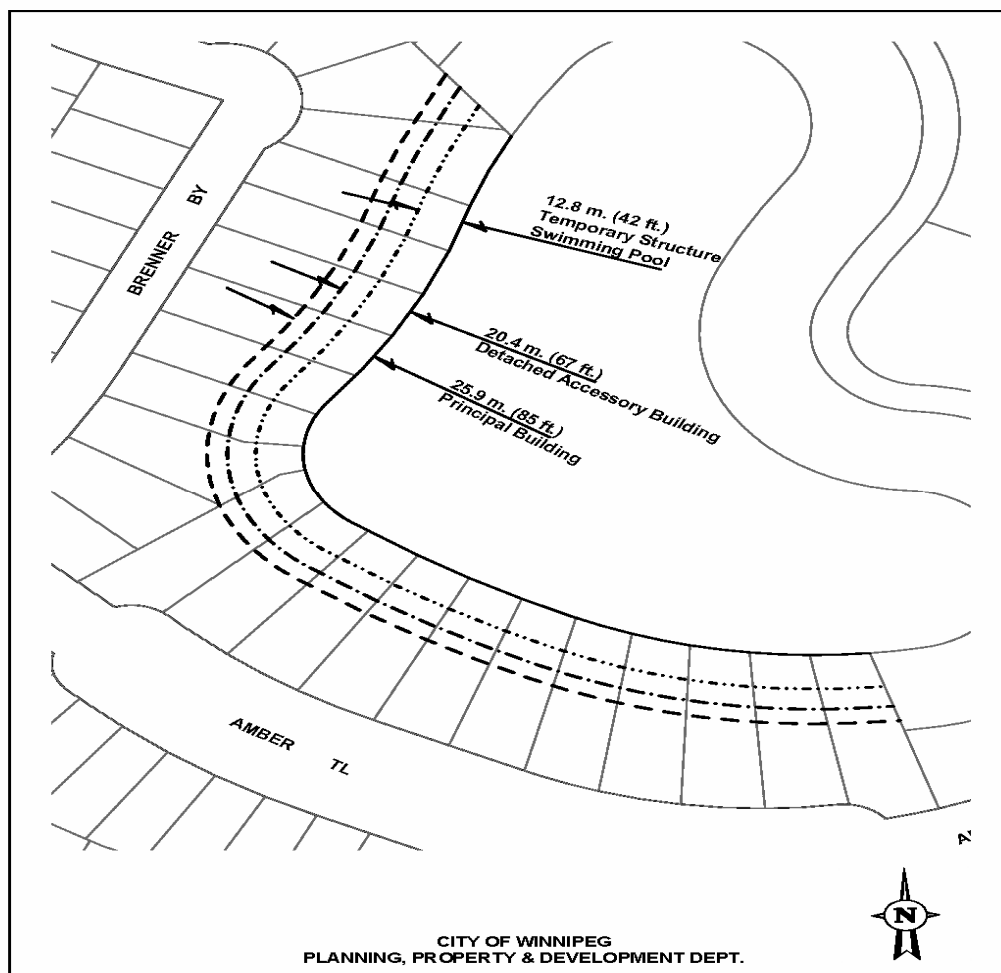 BRENNER BY
12.8 m. (42 ft.)
Temporary Structure
Swimming Pool
20.4 m. (67 ft.)
Detached Accessory Building
25.9 m. (85 ft.)
Principal Building
AMBER TL
N
CITY OF WINNIPEG
PLANNING, PROPERTY & DEVELOPMENT DEPT.